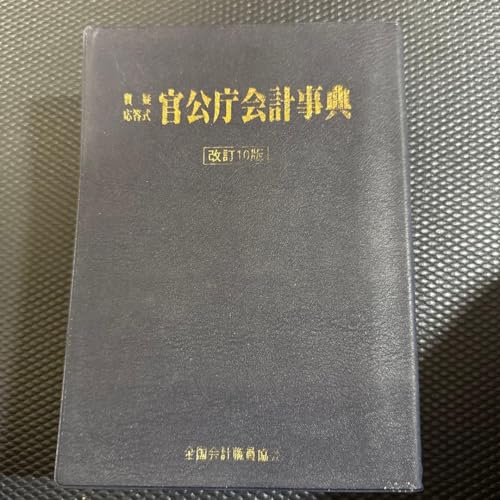 質疑
応答式
官公庁会計事典
改訂10版
全国会計職員協会